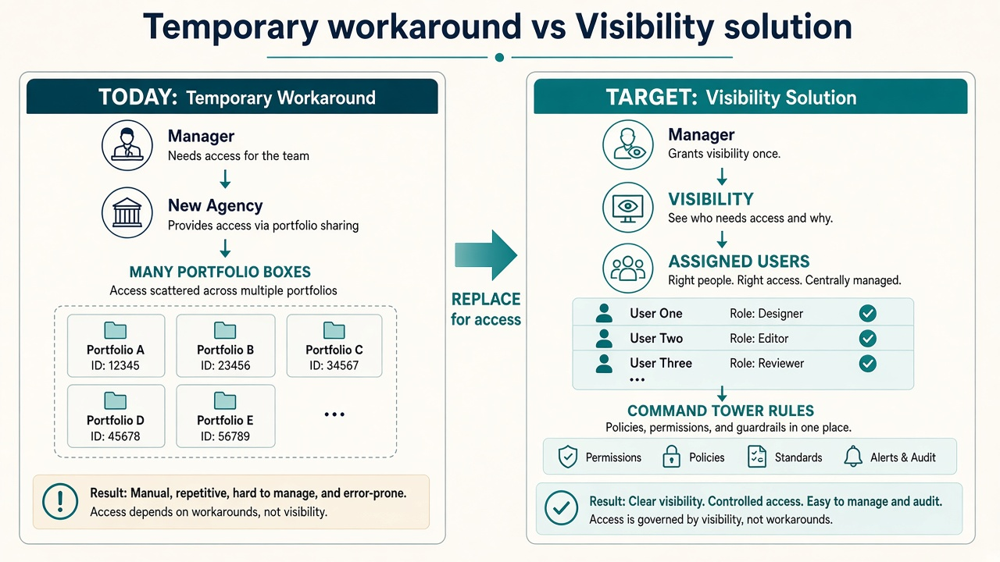 Temporary workaround vs Visibility solution
TODAY: Temporary Workaround
Manager
Needs access for the team
New Agency
Provides access via portfolio sharing
MANY PORTFOLIO BOXES
Access scattered across multiple portfolios
Portfolio A
ID: 12345
Portfolio B
ID: 23456
Portfolio C
ID: 34567
Portfolio D
ID: 45678
Portfolio E
ID: 56789
...
Result: Manual, repetitive, hard to manage, and error-prone.
Access depends on workarounds, not visibility.
REPLACE
for access
TARGET: Visibility Solution
Manager
Grants visibility once.
VISIBILITY
See who needs access and why.
ASSIGNED USERS
Right people. Right access. Centrally managed.
User One Role: Designer
User Two Role: Editor
User Three Role: Reviewer
...
COMMAND TOWER RULES
Policies, permissions, and guardrails in one place.
Permissions Policies Standards Alerts & Audit
Result: Clear visibility. Controlled access. Easy to manage and audit.
Access is governed by visibility, not workarounds.